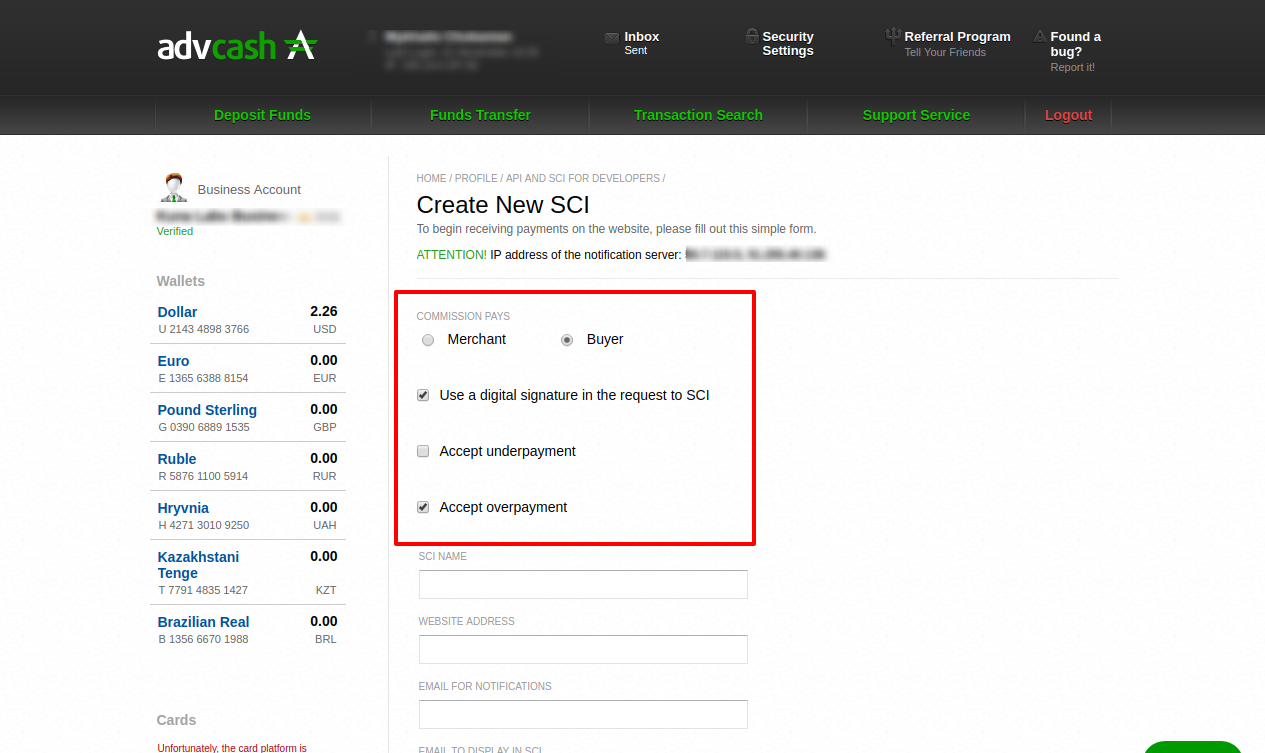 advcash
Inbox
Sent
Security
Settings
Referral Program
Tell Your Friends
Found a
bug?
Report it!
Deposit Funds
Funds Transfer
Transaction Search
Support Service
Logout
Business Account
Verified
Wallets
Dollar 2.26
U 2143 4898 3766 USD
Euro 0.00
E 1365 6388 8154 EUR
Pound Sterling 0.00
G 0390 6889 1535 GBP
Ruble 0.00
R 5876 1100 5914 RUR
Hryvnia 0.00
H 4271 3010 9250 UAH
Kazakhstani 0.00
Tenge
T 7791 4835 1427 KZT
Brazilian Real 0.00
B 1356 6670 1988 BRL
Cards
Unfortunately, the card platform is
HOME / PROFILE / API AND SCI FOR DEVELOPERS /
Create New SCI
To begin receiving payments on the website, please fill out this simple form.
ATTENTION! IP address of the notification server:
COMMISSION PAYS
Merchant Buyer
Use a digital signature in the request to SCI
Accept underpayment
Accept overpayment
SCI NAME
WEBSITE ADDRESS
EMAIL FOR NOTIFICATIONS
EMAIL TO DISPLAY IN SCI